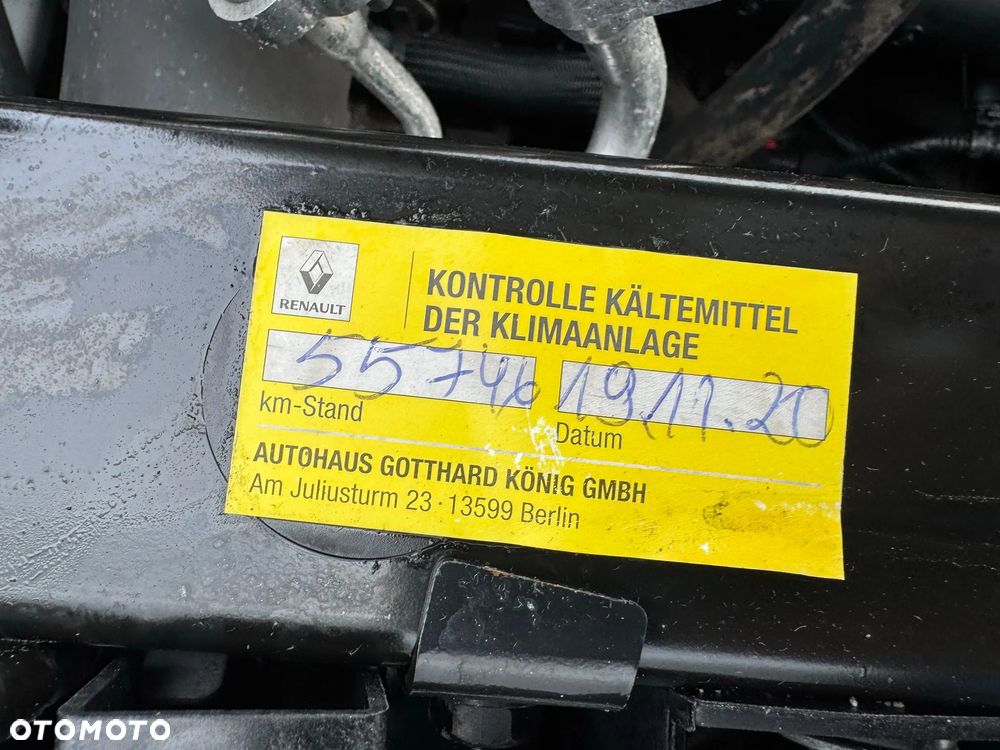 RENAULT
KONTROLLE KÄLTEMITTEL
DER KLIMAANLAGE
55746 19.11.20
km-Stand Datum
AUTOHAUS GOTTHARD KÖNIG GMBH
Am Juliusturm 23 · 13599 Berlin
OTOMOTO